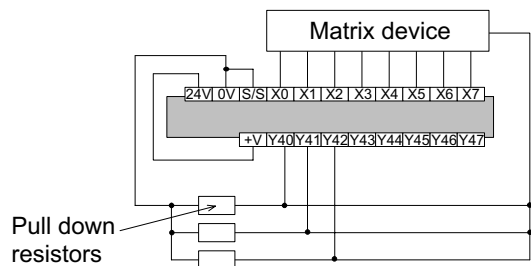 Matrix device
24V 0V S/S X0 X1 X2 X3 X4 X5 X6 X7
+V Y40 Y41 Y42 Y43 Y44 Y45 Y46 Y47
Pull down
resistors